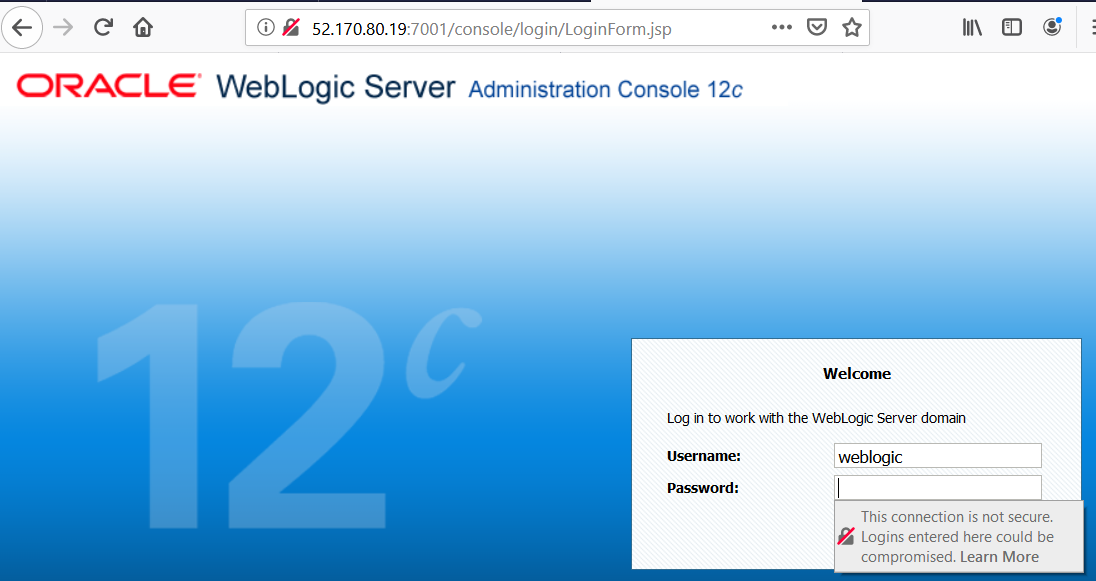 52.170.80.19:7001/console/login/LoginForm.jsp
ORACLE WebLogic Server Administration Console 12c
12c
Welcome
Log in to work with the WebLogic Server domain
Username: weblogic
Password:
This connection is not secure.
Logins entered here could be
compromised. Learn More